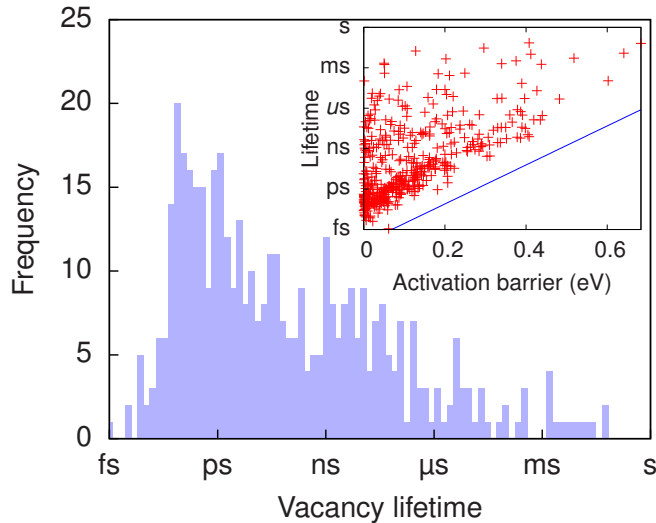 25
20
15
10
5
0
Frequency
fs
ps
ns
μs
ms
s
Vacancy lifetime
s
ms
us
ns
ps
fs
Lifetime
0
0.2
0.4
0.6
Activation barrier (eV)